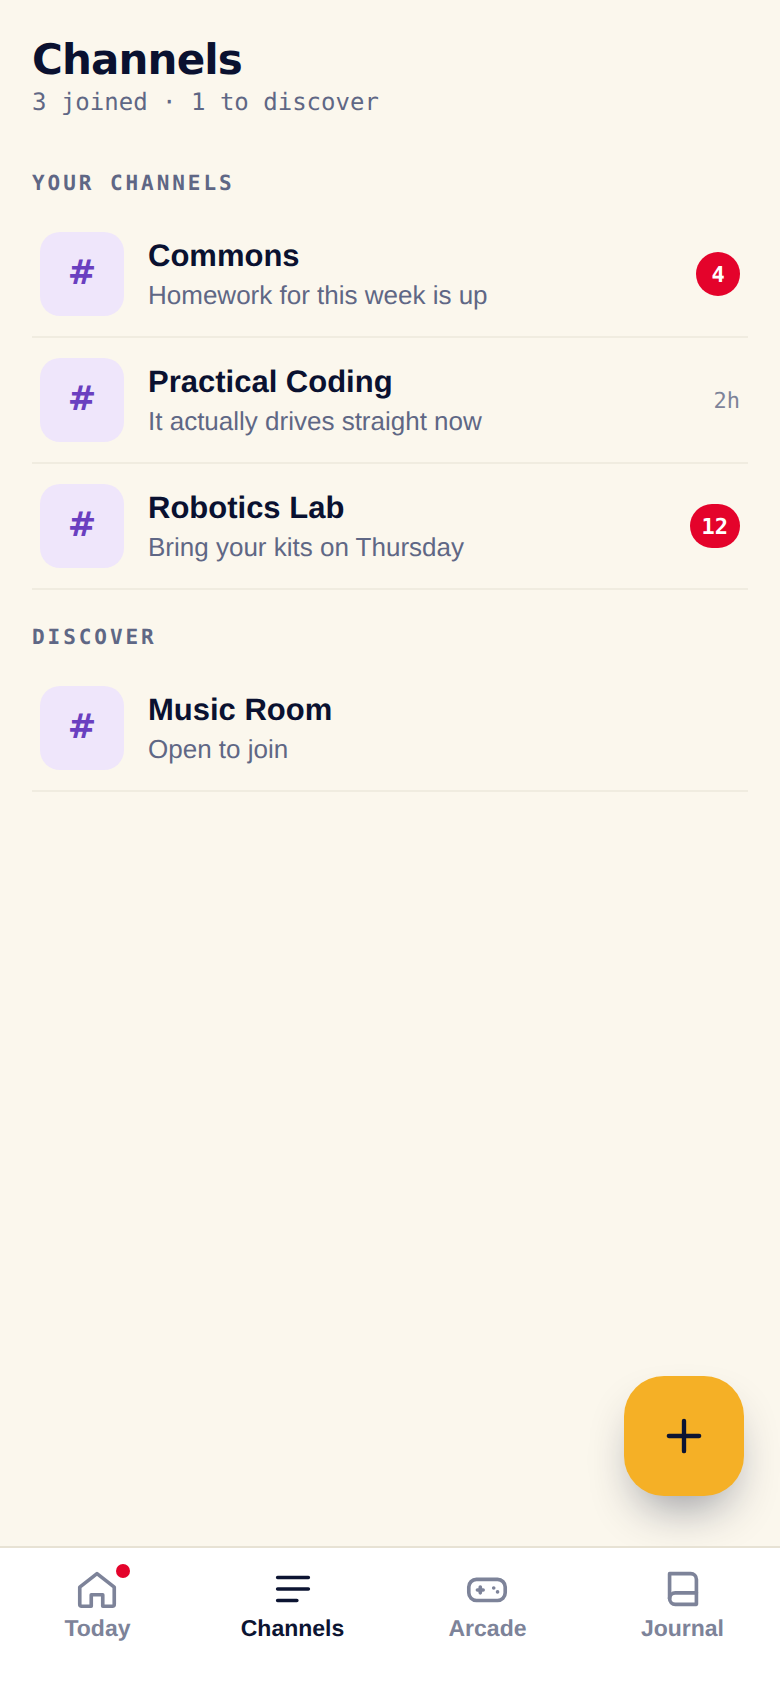 Channels
3 joined · 1 to discover
YOUR CHANNELS
#
Commons
Homework for this week is up
4
#
Practical Coding
It actually drives straight now
2h
#
Robotics Lab
Bring your kits on Thursday
12
DISCOVER
#
Music Room
Open to join
Today
Channels
Arcade
Journal